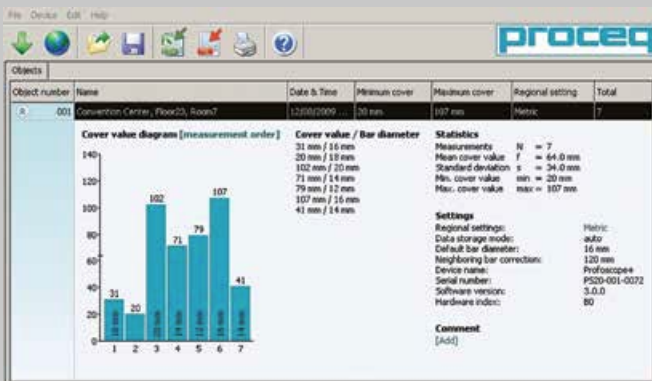 File Device Edit Help
proceq
Objects
Object number Name Date & Time Minimum cover Maximum cover Regional setting Total
001 Convention Center, Floor23, Room7 12/08/2009 ... 20 mm 107 mm Metric 7
Cover value diagram [measurement order]
140
120
100
80
60
40
20
0
31
20
102
71
79
107
41
16 mm
18 mm
20 mm
14 mm
12 mm
16 mm
14 mm
1 2 3 4 5 6 7
Cover value / Bar diameter
31 mm / 16 mm
20 mm / 18 mm
102 mm / 20 mm
71 mm / 14 mm
79 mm / 12 mm
107 mm / 16 mm
41 mm / 14 mm
Statistics
Measurements N = 7
Mean cover value f = 64.0 mm
Standard deviation s = 34.0 mm
Min. cover value min = 20 mm
Max. cover value max = 107 mm
Settings
Regional settings: Metric
Data storage mode: auto
Default bar diameter: 16 mm
Neighboring bar correction: 120 mm
Device name: Profoscope+
Serial number: PS20-001-0072
Software version: 3.0.0
Hardware index: B0
Comment
[Add]